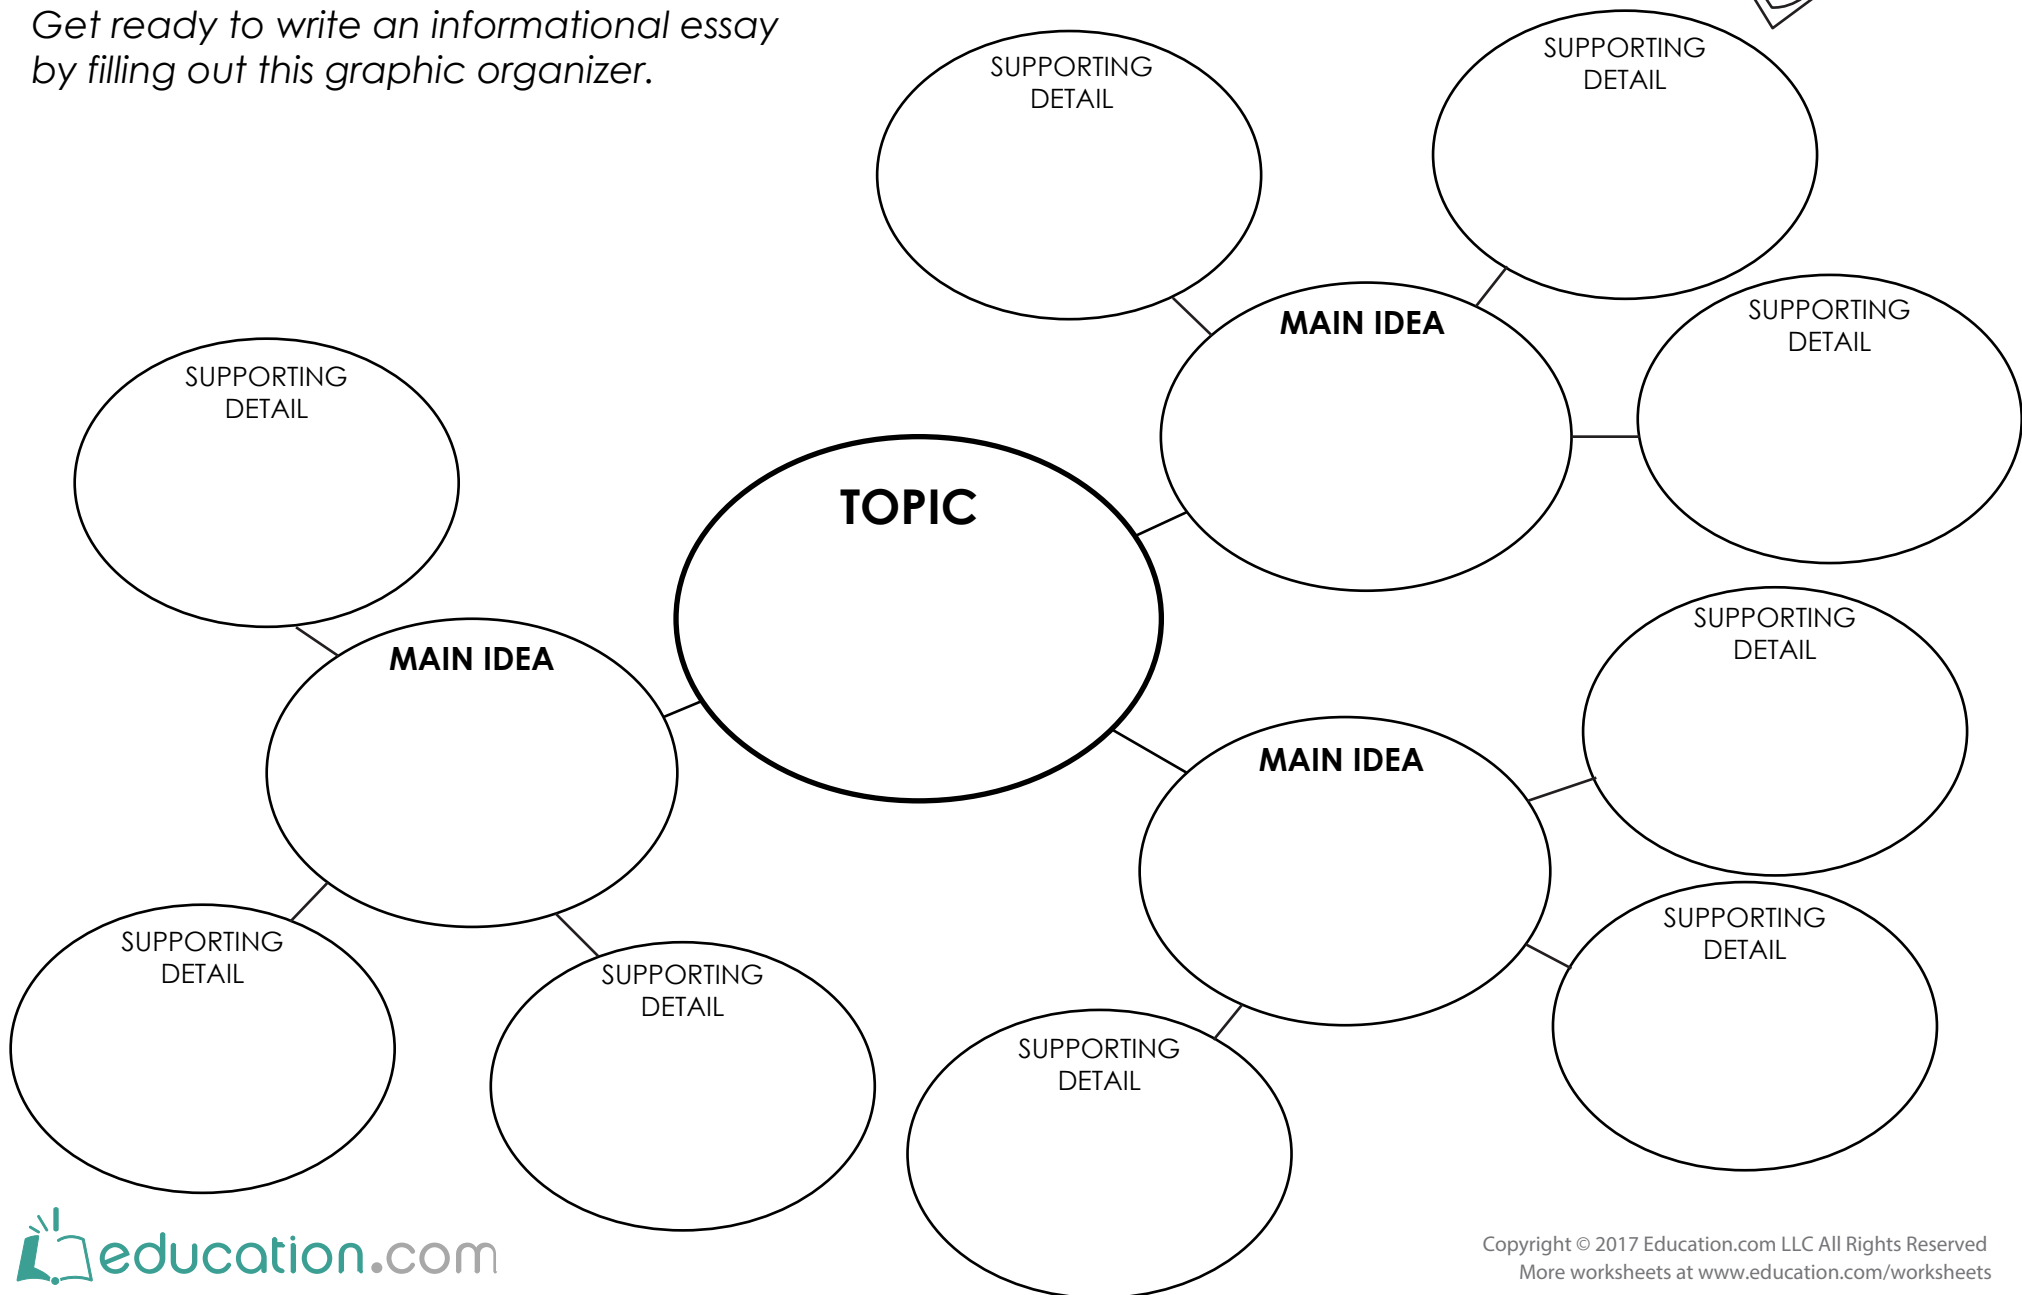 Get ready to write an informational essay
by filling out this graphic organizer.
SUPPORTING
DETAIL
SUPPORTING
DETAIL
MAIN IDEA
SUPPORTING
DETAIL
SUPPORTING
DETAIL
TOPIC
MAIN IDEA
SUPPORTING
DETAIL
MAIN IDEA
SUPPORTING
DETAIL
SUPPORTING
DETAIL
SUPPORTING
DETAIL
SUPPORTING
DETAIL
education.com
Copyright © 2017 Education.com LLC All Rights Reserved
More worksheets at www.education.com/worksheets